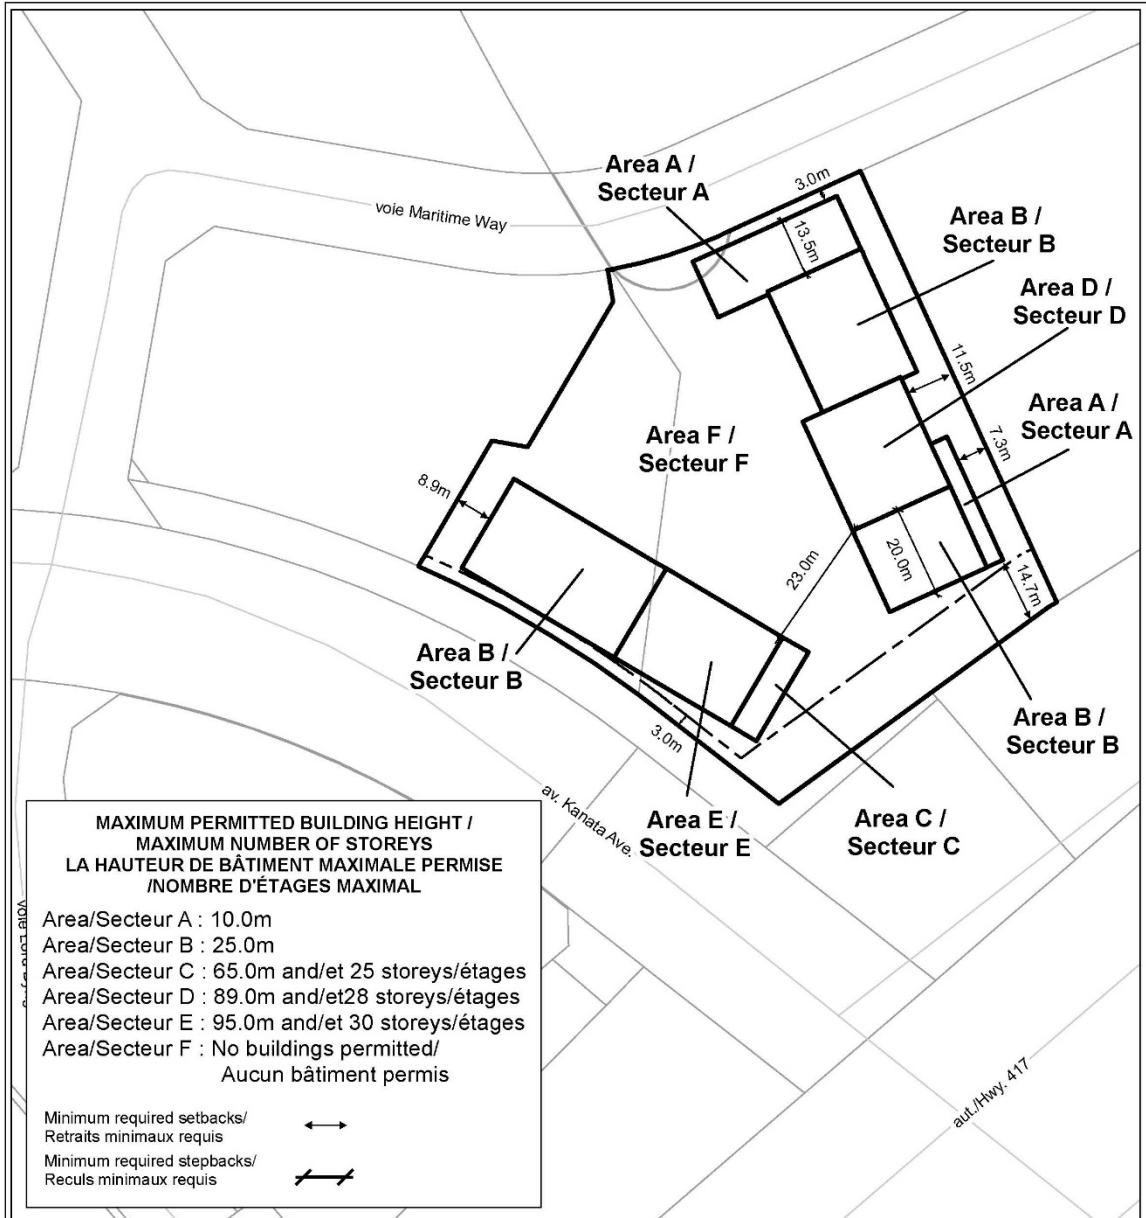 Area A /
Secteur A
3.0m
voie Maritime Way
13.5m
Area B /
Secteur B
Area D /
Secteur D
11.5m
Area A /
Secteur A
7.3m
Area F /
Secteur F
8.9m
23.0m
20.0m
14.7m
Area B /
Secteur B
Area B /
Secteur B
3.0m
av. Kanata Ave.
Area E /
Secteur E
Area C /
Secteur C
aut./Hwy. 417
voie
MAXIMUM PERMITTED BUILDING HEIGHT /
MAXIMUM NUMBER OF STOREYS
LA HAUTEUR DE BÂTIMENT MAXIMALE PERMISE
/NOMBRE D'ÉTAGES MAXIMAL
Area/Secteur A : 10.0m
Area/Secteur B : 25.0m
Area/Secteur C : 65.0m and/et 25 storeys/étages
Area/Secteur D : 89.0m and/et28 storeys/étages
Area/Secteur E : 95.0m and/et 30 storeys/étages
Area/Secteur F : No buildings permitted/
Aucun bâtiment permis
Minimum required setbacks/
Retraits minimaux requis
Minimum required stepbacks/
Reculs minimaux requis